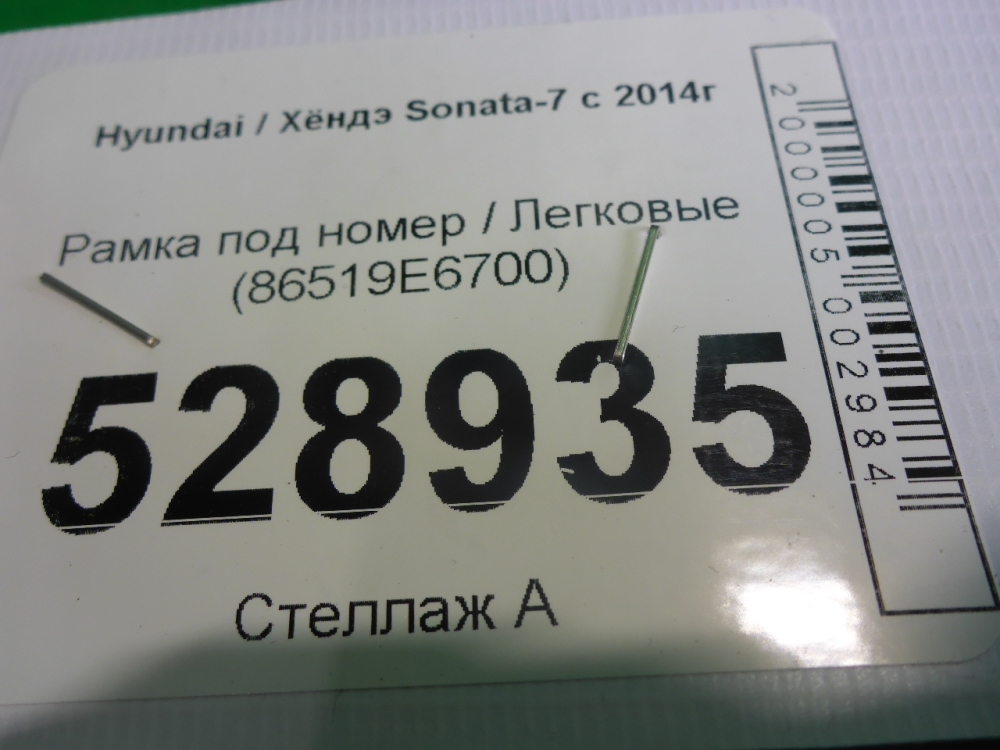 Hyundai / Хёндэ Sonata-7 с 2014г
Рамка под номер / Легковые
(86519E6700)
528935
Стеллаж А
2000005002984